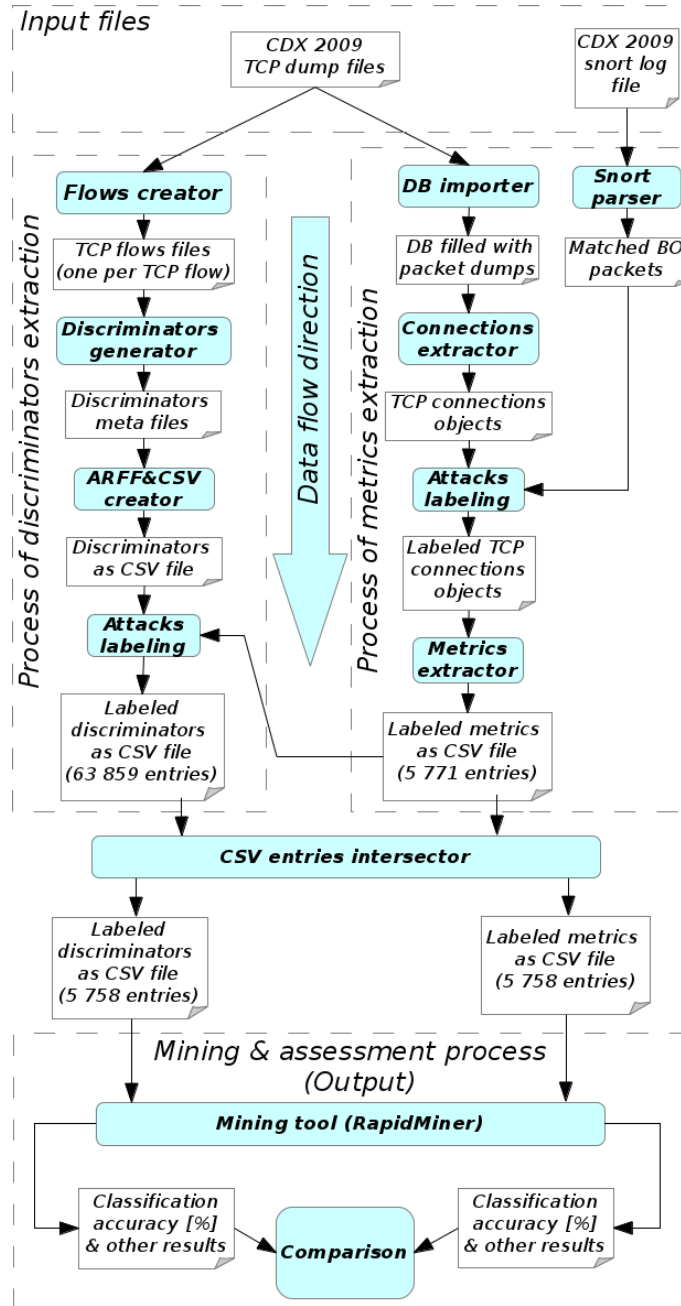 Input files
CDX 2009
TCP dump files
CDX 2009
snort log
file
Process of discriminators extraction
Flows creator
TCP flows files
(one per TCP flow)
Discriminators
generator
Discriminators
meta files
ARFF&CSV
creator
Discriminators
as CSV file
Attacks
labeling
Labeled
discriminators
as CSV file
(63 859 entries)
Data flow direction
Process of metrics extraction
DB importer
DB filled with
packet dumps
Connections
extractor
TCP connections
objects
Attacks
labeling
Labeled TCP
connections
objects
Metrics
extractor
Labeled metrics
as CSV file
(5 771 entries)
Snort
parser
Matched BO
packets
CSV entries intersector
Labeled
discriminators
as CSV file
(5 758 entries)
Labeled metrics
as CSV file
(5 758 entries)
Mining & assessment process
(Output)
Mining tool (RapidMiner)
Classification
accuracy [%]
& other results
Comparison
Classification
accuracy [%]
& other results